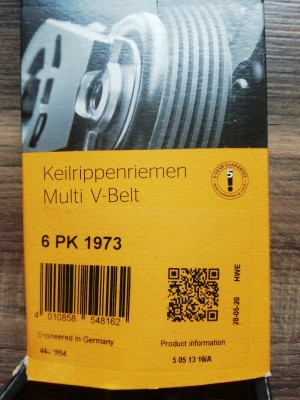 Keilrippenriemen
Multi V-Belt
5
6 PK 1973
4 010858 548162
HWE
28-05-20
Engineered in Germany
Product information
5 05 13 16/A